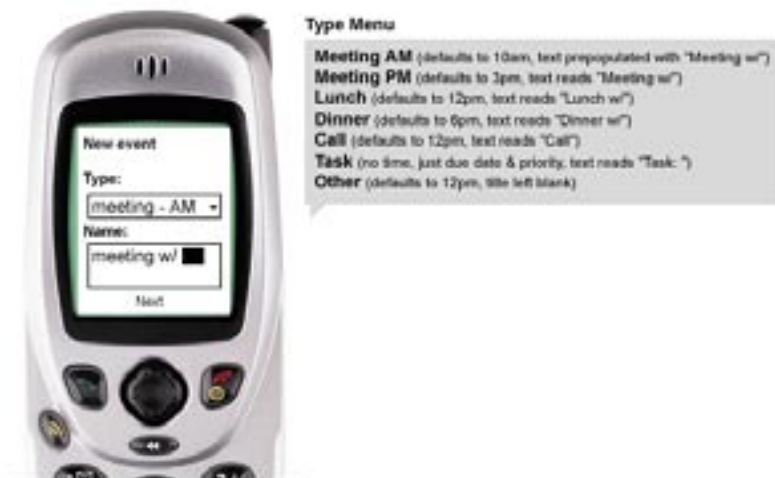 Type Menu
Meeting AM (defaults to 10am, text prepopulated with "Meeting w/")
Meeting PM (defaults to 3pm, text reads "Meeting w/")
Lunch (defaults to 12pm, text reads "Lunch w/")
Dinner (defaults to 6pm, text reads "Dinner w/")
Call (defaults to 12pm, text reads "Call")
Task (no time, just due date & priority, text reads "Task: ")
Other (defaults to 12pm, title left blank)
New event
Type:
meeting - AM
Name:
meeting w/
Next